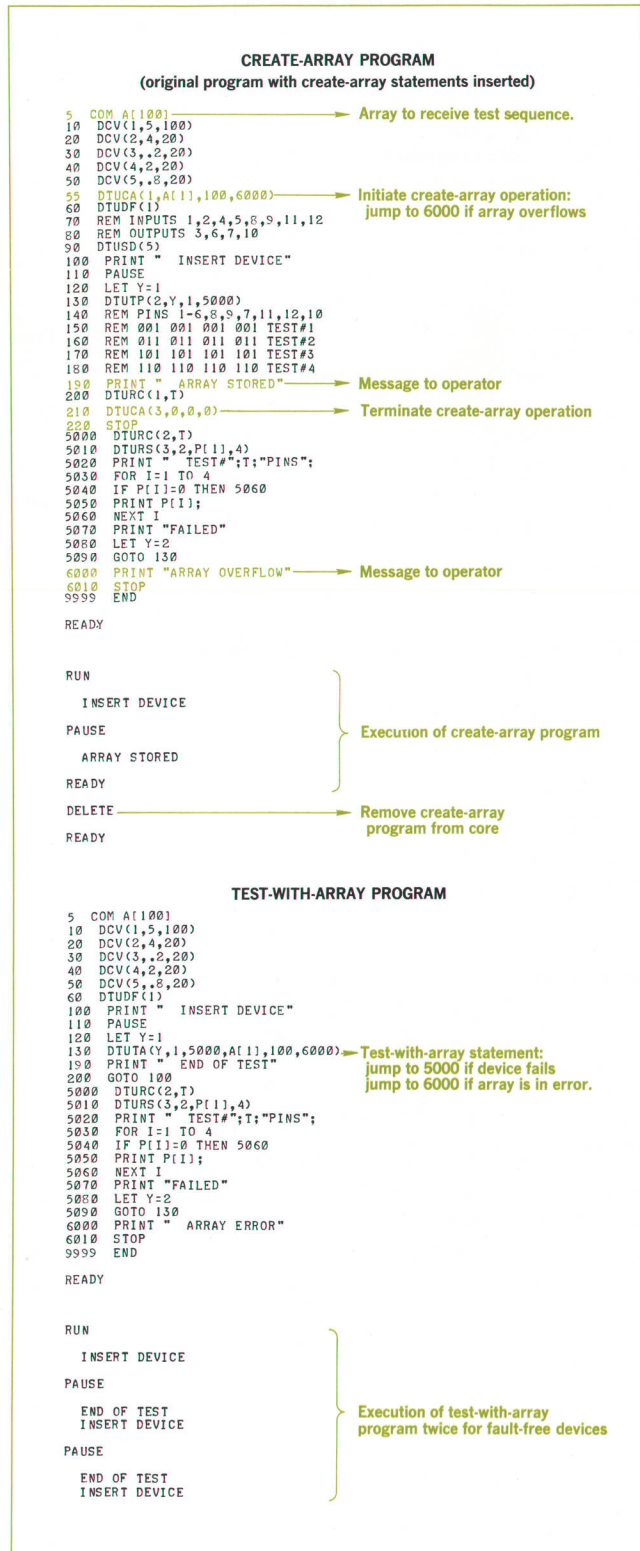 CREATE-ARRAY PROGRAM
(original program with create-array statements inserted)
5 COM A[100] Array to receive test sequence.
10 DCV(1,5,100)
20 DCV(2,4,20)
30 DCV(3,.2,20)
40 DCV(4,2,20)
50 DCV(5,.8,20)
55 DTUCA(1,A[1],100,6000) Initiate create-array operation:
jump to 6000 if array overflows
60 DTUDF(1)
70 REM INPUTS 1,2,4,5,8,9,11,12
80 REM OUTPUTS 3,6,7,10
90 DTUSD(5)
100 PRINT " INSERT DEVICE"
110 PAUSE
120 LET Y=1
130 DTUTP(2,Y,1,5000)
140 REM PINS 1-6,8,9,7,11,12,10
150 REM 001 001 001 001 TEST#1
160 REM 011 011 011 011 TEST#2
170 REM 101 101 101 101 TEST#3
180 REM 110 110 110 110 TEST#4
190 PRINT " ARRAY STORED" Message to operator
200 DTURC(1,T)
210 DTUCA(3,0,0,0) Terminate create-array operation
220 STOP
5000 DTURC(2,T)
5010 DTURS(3,2,P[1],4)
5020 PRINT " TEST#";T;"PINS";
5030 FOR I=1 TO 4
5040 IF P[I]=0 THEN 5060
5050 PRINT P[I];
5060 NEXT I
5070 PRINT "FAILED"
5080 LET Y=2
5090 GOTO 130
6000 PRINT "ARRAY OVERFLOW" Message to operator
6010 STOP
9999 END
READY
RUN
INSERT DEVICE
PAUSE
Execution of create-array program
ARRAY STORED
READY
DELETE Remove create-array
program from core
READY
TEST-WITH-ARRAY PROGRAM
5 COM A[100]
10 DCV(1,5,100)
20 DCV(2,4,20)
30 DCV(3,.2,20)
40 DCV(4,2,20)
50 DCV(5,.8,20)
60 DTUDF(1)
100 PRINT " INSERT DEVICE"
110 PAUSE
120 LET Y=1
130 DTUTA(Y,1,5000,A[1],100,6000) Test-with-array statement:
190 PRINT " END OF TEST" jump to 5000 if device fails
200 GOTO 100 jump to 6000 if array is in error.
5000 DTURC(2,T)
5010 DTURS(3,2,P[1],4)
5020 PRINT " TEST#";T;"PINS";
5030 FOR I=1 TO 4
5040 IF P[I]=0 THEN 5060
5050 PRINT P[I];
5060 NEXT I
5070 PRINT "FAILED"
5080 LET Y=2
5090 GOTO 130
6000 PRINT " ARRAY ERROR"
6010 STOP
9999 END
READY
RUN
INSERT DEVICE
PAUSE
END OF TEST Execution of test-with-array
INSERT DEVICE program twice for fault-free devices
PAUSE
END OF TEST
INSERT DEVICE